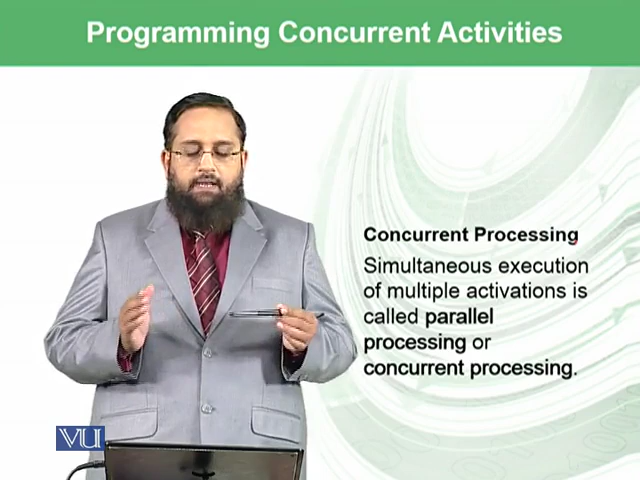 Programming Concurrent Activities
Concurrent Processing
Simultaneous execution
of multiple activations is
called parallel
processing or
concurrent processing.
VU